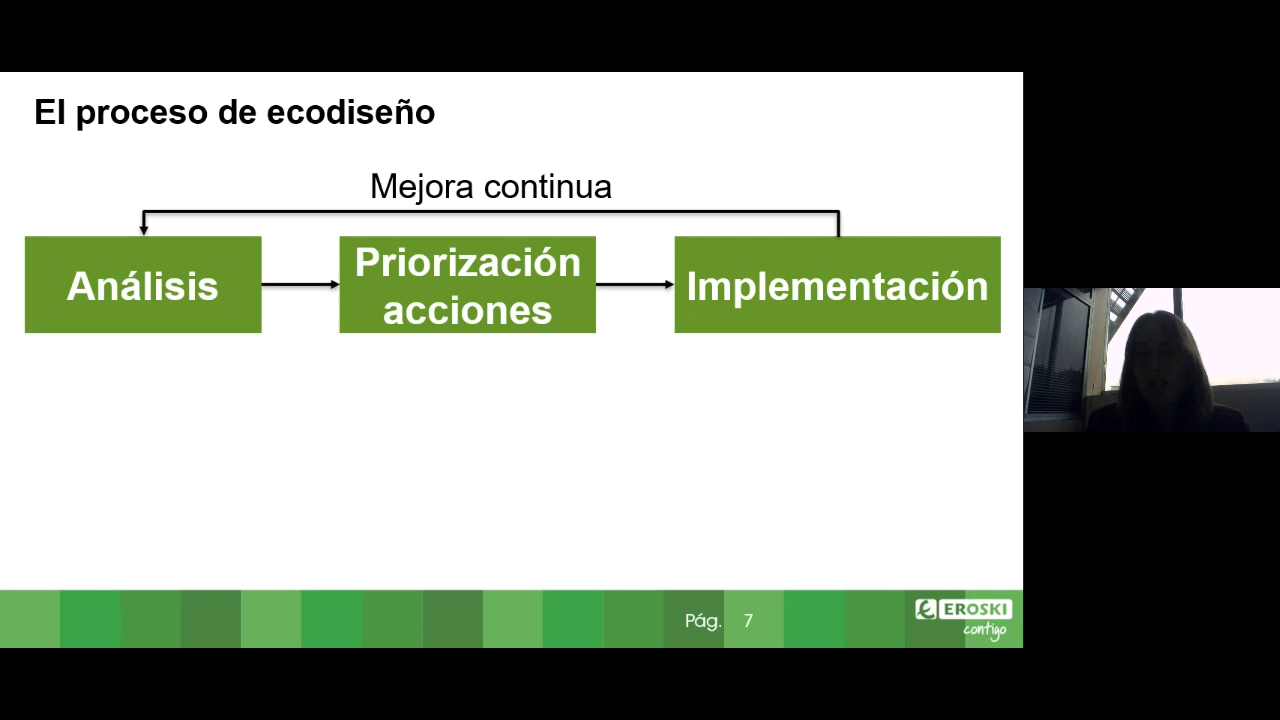 El proceso de ecodiseño
Mejora continua
Análisis
Priorización
acciones
Implementación
Pág. 7
EROSKI
contigo